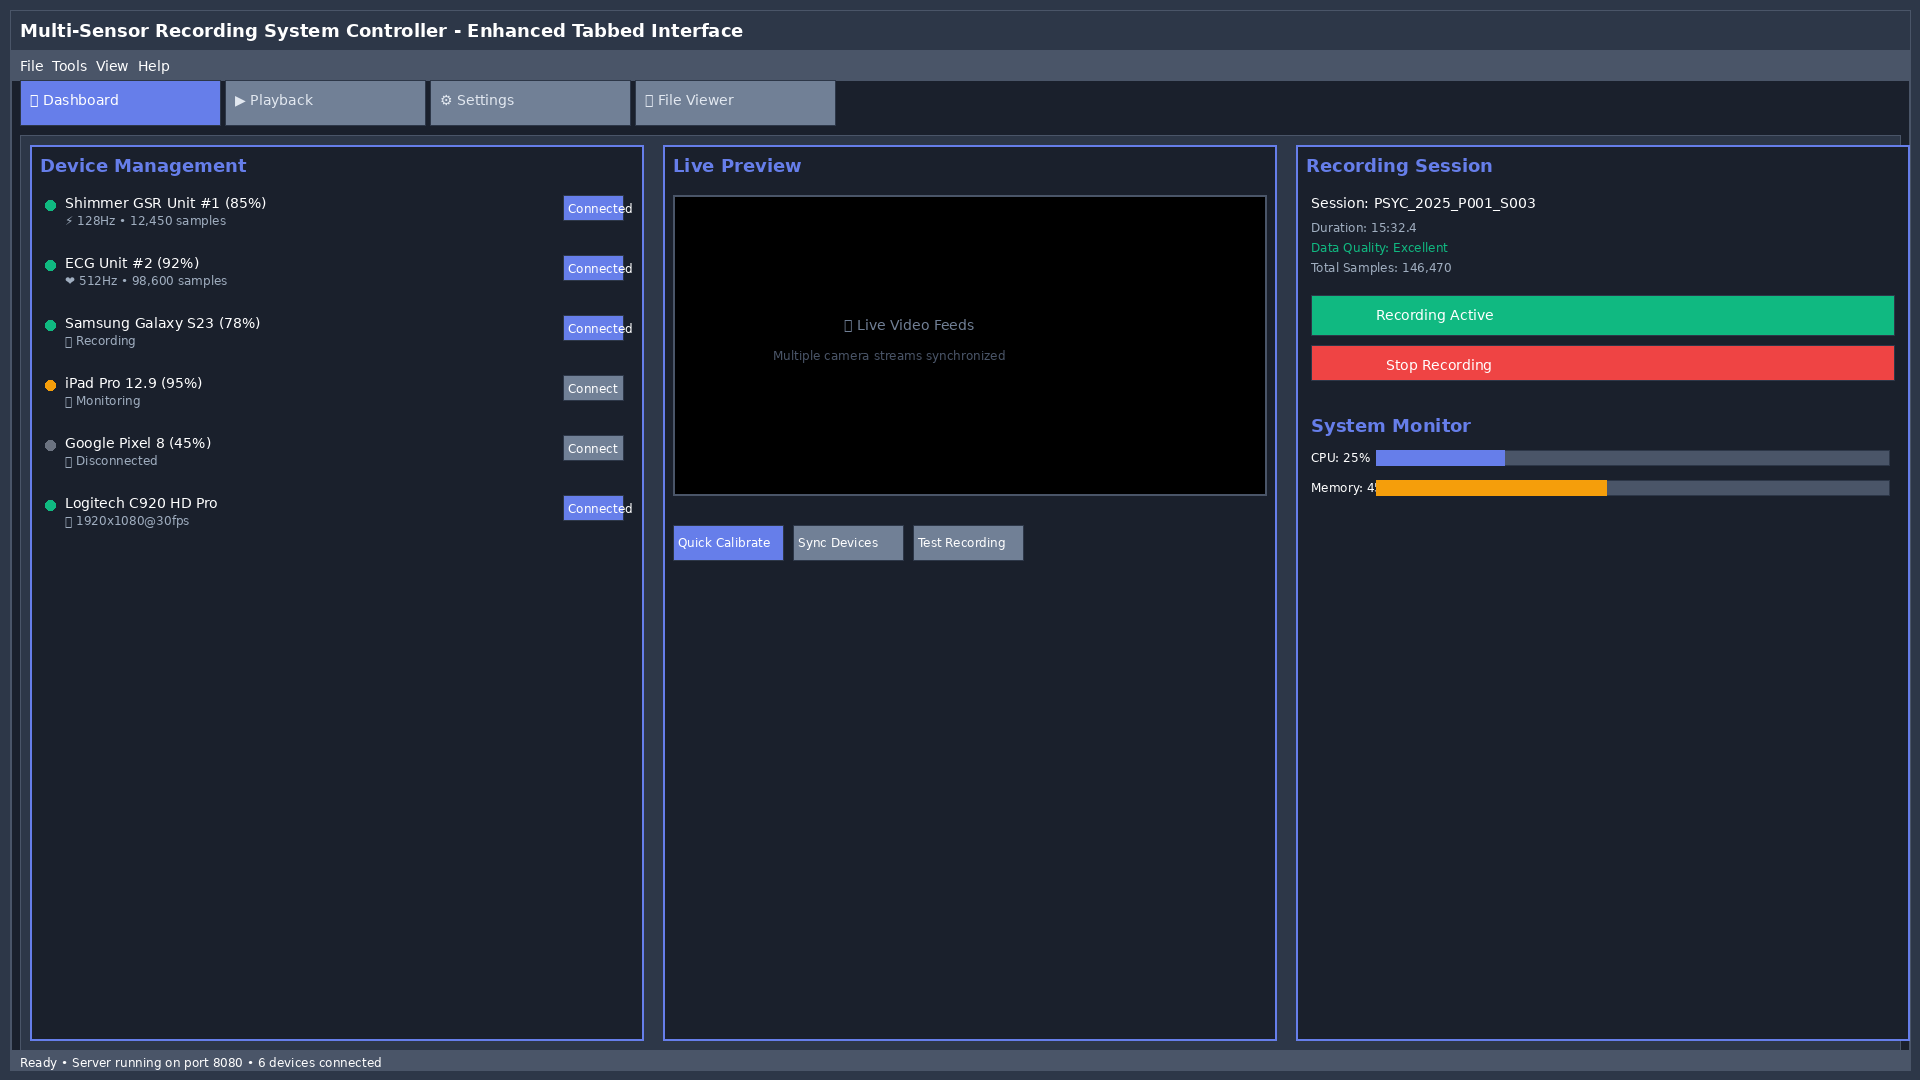 Multi-Sensor Recording System Controller - Enhanced Tabbed Interface
File Tools View Help
Dashboard
▶ Playback
⚙ Settings
File Viewer
Device Management
Shimmer GSR Unit #1 (85%)
⚡ 128Hz • 12,450 samples
Connected
ECG Unit #2 (92%)
❤ 512Hz • 98,600 samples
Connected
Samsung Galaxy S23 (78%)
Recording
Connected
iPad Pro 12.9 (95%)
Monitoring
Connect
Google Pixel 8 (45%)
Disconnected
Connect
Logitech C920 HD Pro
1920x1080@30fps
Connected
Live Preview
Live Video Feeds
Multiple camera streams synchronized
Quick Calibrate
Sync Devices
Test Recording
Recording Session
Session: PSYC_2025_P001_S003
Duration: 15:32.4
Data Quality: Excellent
Total Samples: 146,470
Recording Active
Stop Recording
System Monitor
CPU: 25%
Memory:
Ready • Server running on port 8080 • 6 devices connected